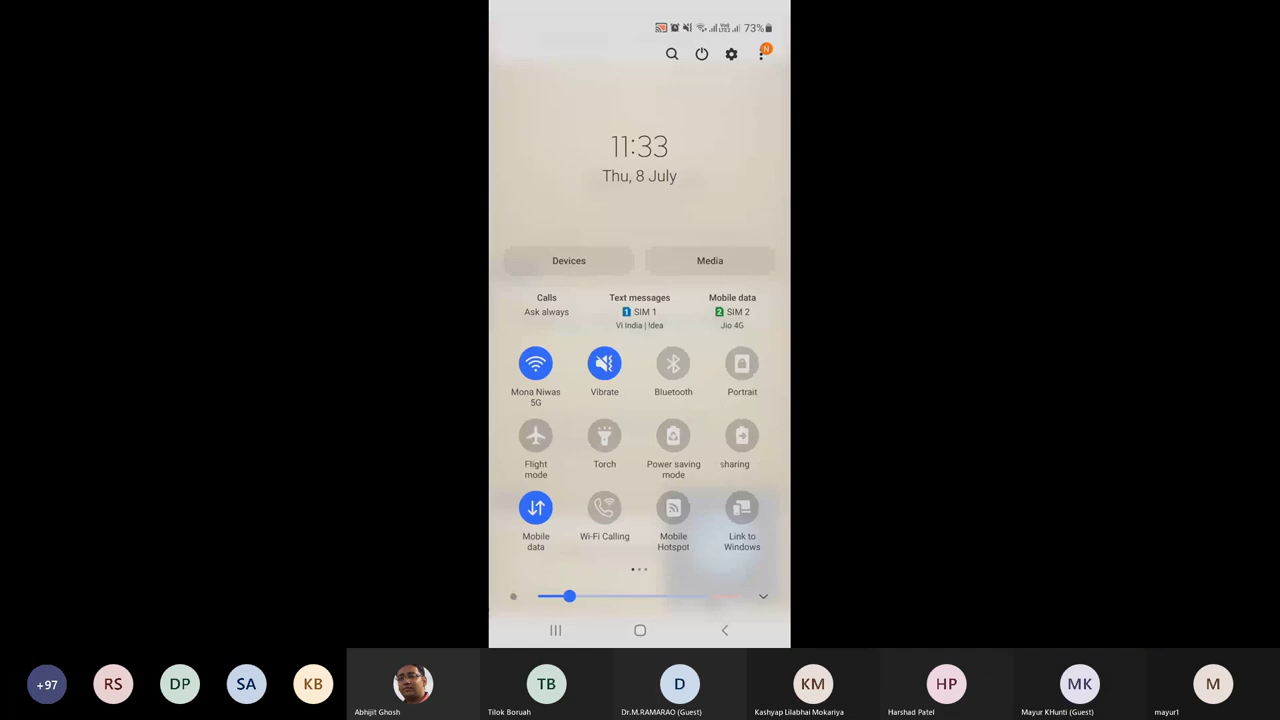 73%
N
11:33
Thu, 8 July
Devices
Media
Calls
Text messages
Mobile data
Ask always
1 SIM 1
2 SIM 2
Vi India | Idea
Jio 4G
Mona Niwas
5G
Vibrate
Bluetooth
Portrait
Flight
mode
Torch
Power saving
mode
sharing
Mobile
data
Wi-Fi Calling
Mobile
Hotspot
Link to
Windows
+97
RS
DP
SA
KB
TB
D
KM
HP
MK
M
Abhijit Ghosh
Tilok Boruah
Dr.M.RAMARAO (Guest)
Kashyap Lilabhai Mokariya
Harshad Patel
Mayur KHunti (Guest)
mayur1